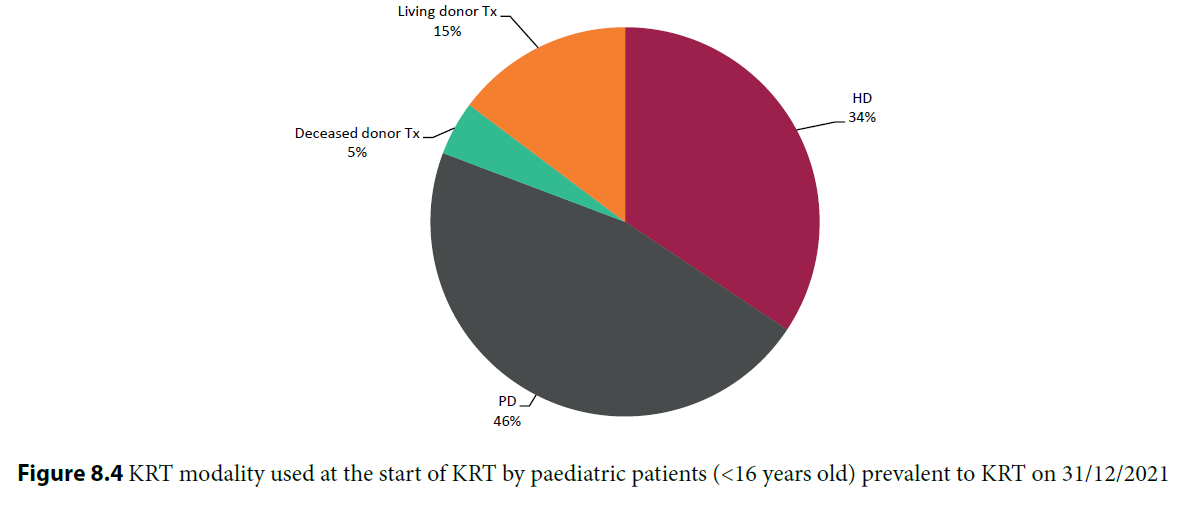 Living donor Tx
15%
HD
34%
Deceased donor Tx
5%
PD
46%
Figure 8.4 KRT modality used at the start of KRT by paediatric patients (<16 years old) prevalent to KRT on 31/12/2021